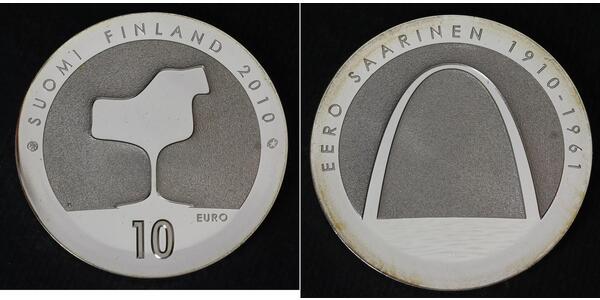 SUOMI FINLAND 2010
10 EURO
EERO SAARINEN 1910-1961